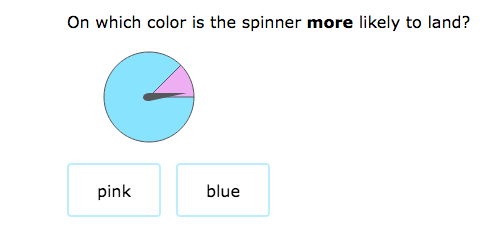 On which color is the spinner more likely to land?
pink
blue